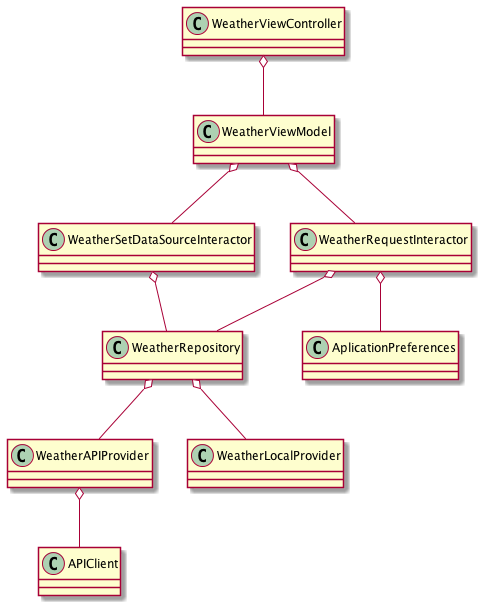 C WeatherViewController
C WeatherViewModel
C WeatherSetDataSourceInteractor
C WeatherRequestInteractor
C WeatherRepository
C AplicationPreferences
C WeatherAPIProvider
C WeatherLocalProvider
C APIClient